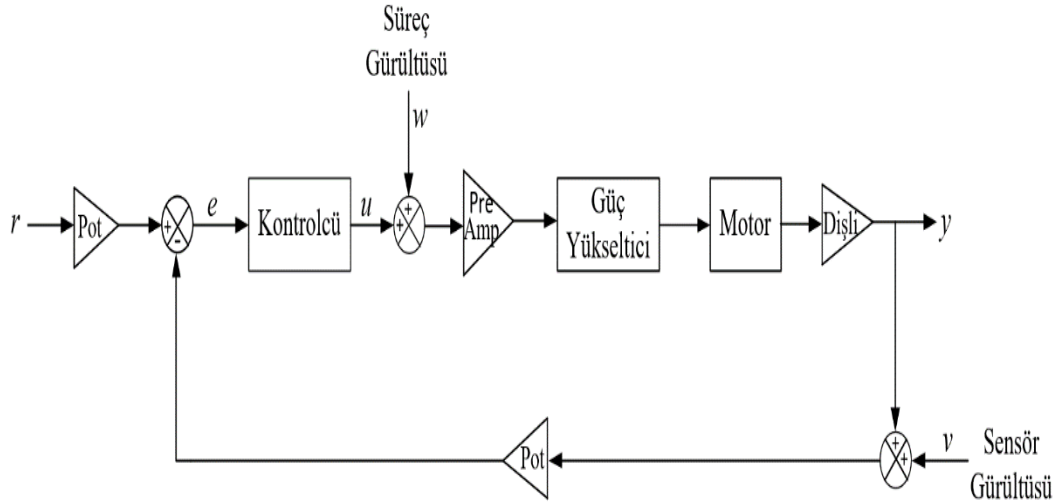 Süreç
Gürültüsü
w
r
Pot
+
-
e
Kontrolcü
u
+
+
Pre
Amp
Güç
Yükseltici
Motor
Dişli
y
Pot
+
+
v
Sensör
Gürültüsü